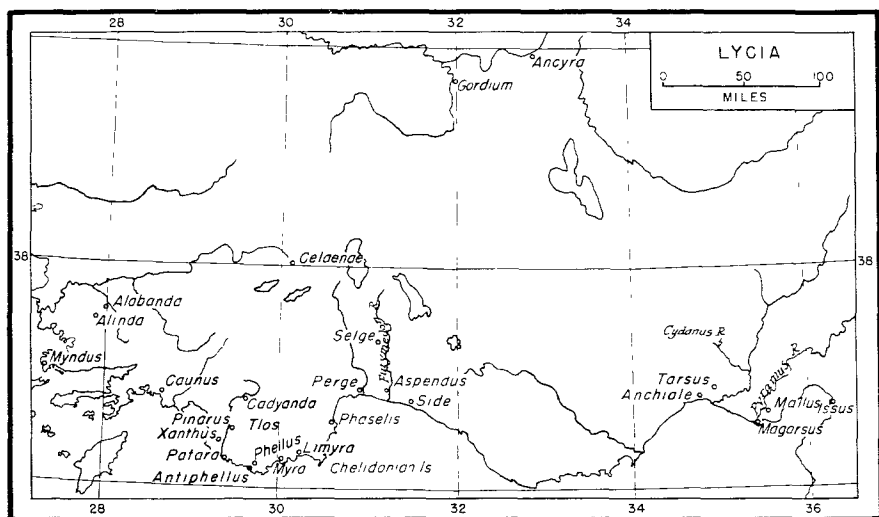 28
30
32
34
LYCIA
0 50 100
MILES
Ancyra
Gordium
38
38
Celaenae
Alabanda
Alinda
Selge
Eurymedon R
Cydanus R
Myndus
Caunus
Cadyanda
Perge
Aspendus
Side
Tarsus
Anchiale
Pyramus R
Mallus
Issus
Magarsus
Pinarus
Tlos
Xanthus
Phaselis
Patara
Phellus
Limyra
Myra
Chelidonian Is
Antiphellus
28
30
32
34
36